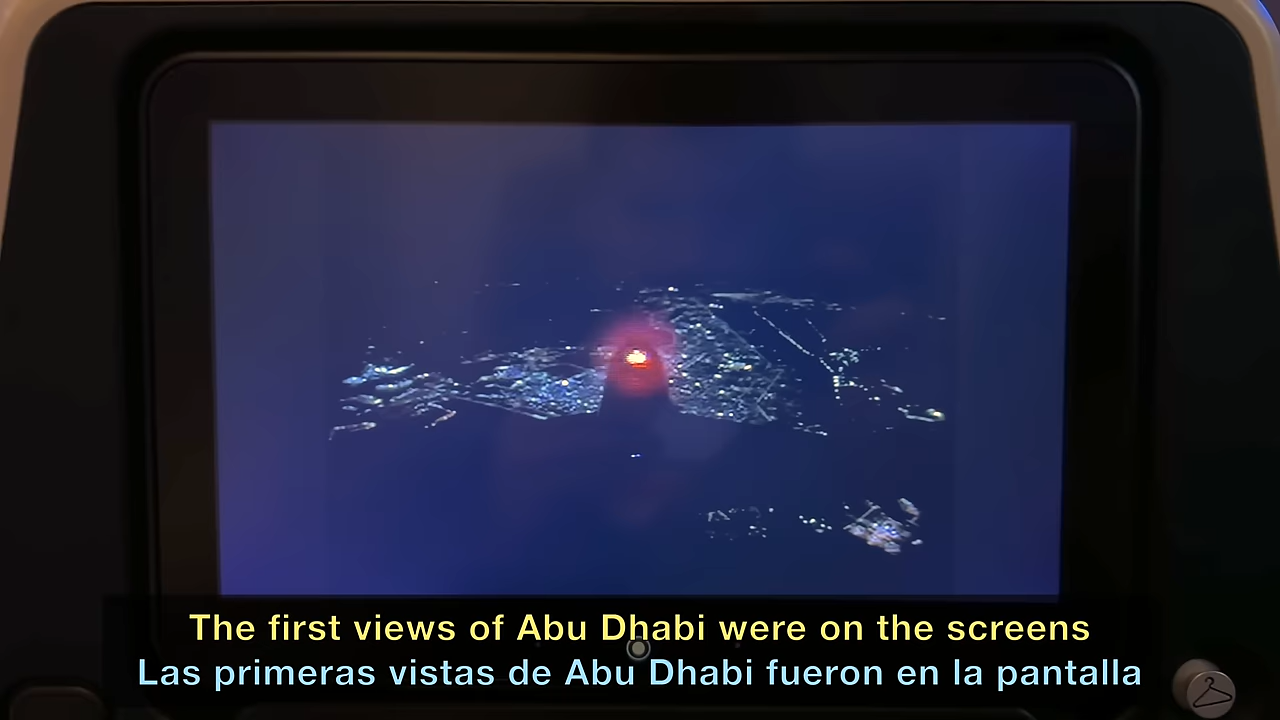 The first views of Abu Dhabi were on the screens
Las primeras vistas de Abu Dhabi fueron en la pantalla